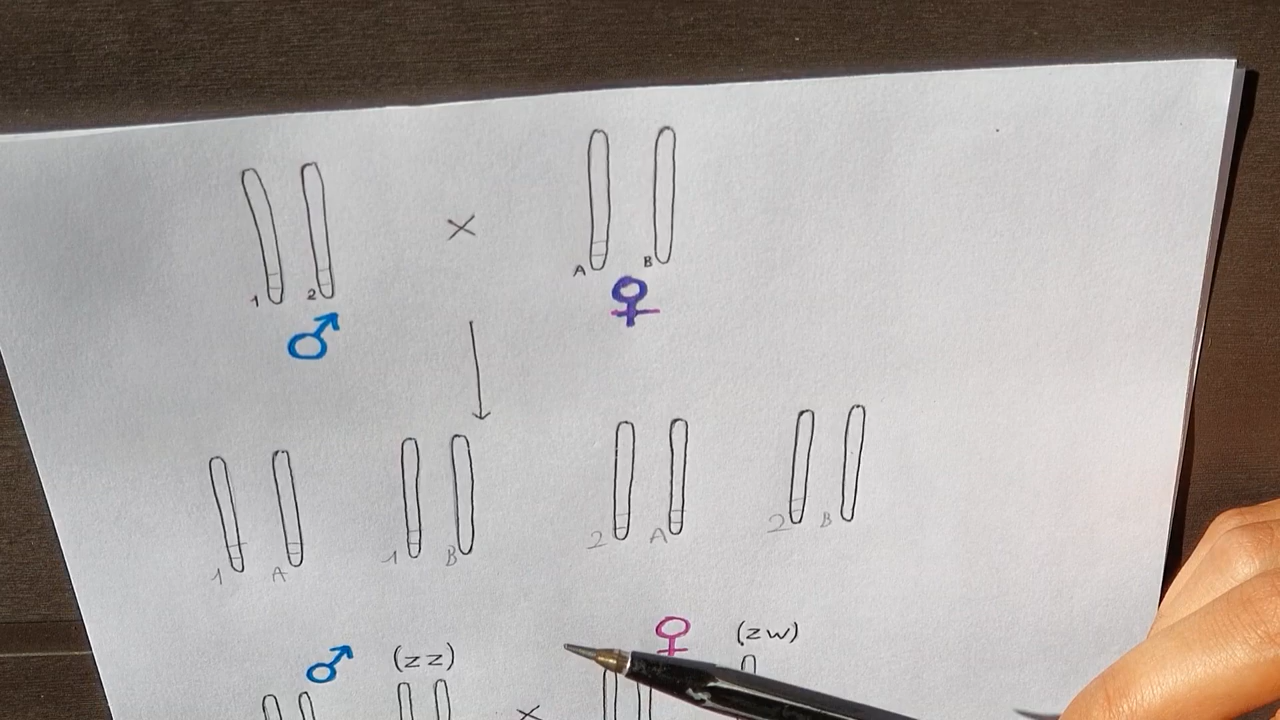 ×
A B
1 2
♂ ♀
1 A 1 B 2 A 2 B
♂ (zz) ♀ (zw)
×